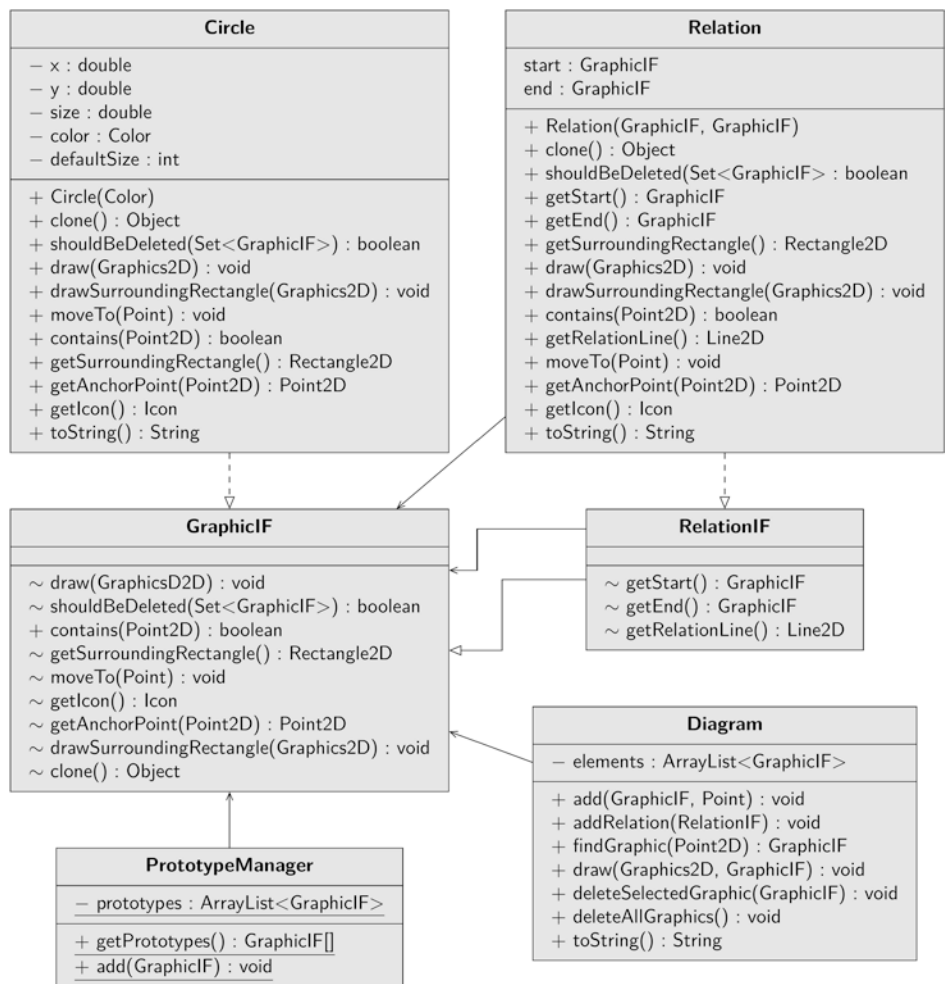 Circle
− x : double
− y : double
− size : double
− color : Color
− defaultSize : int
+ Circle(Color)
+ clone() : Object
+ shouldBeDeleted(Set<GraphicIF>) : boolean
+ draw(Graphics2D) : void
+ drawSurroundingRectangle(Graphics2D) : void
+ moveTo(Point) : void
+ contains(Point2D) : boolean
+ getSurroundingRectangle() : Rectangle2D
+ getAnchorPoint(Point2D) : Point2D
+ getIcon() : Icon
+ toString() : String
Relation
start : GraphicIF
end : GraphicIF
+ Relation(GraphicIF, GraphicIF)
+ clone() : Object
+ shouldBeDeleted(Set<GraphicIF> : boolean
+ getStart() : GraphicIF
+ getEnd() : GraphicIF
+ getSurroundingRectangle() : Rectangle2D
+ draw(Graphics2D) : void
+ drawSurroundingRectangle(Graphics2D) : void
+ contains(Point2D) : boolean
+ getRelationLine() : Line2D
+ moveTo(Point) : void
+ getAnchorPoint(Point2D) : Point2D
+ getIcon() : Icon
+ toString() : String
GraphicIF
~ draw(GraphicsD2D) : void
~ shouldBeDeleted(Set<GraphicIF>) : boolean
+ contains(Point2D) : boolean
~ getSurroundingRectangle() : Rectangle2D
~ moveTo(Point) : void
~ getIcon() : Icon
~ getAnchorPoint(Point2D) : Point2D
~ drawSurroundingRectangle(Graphics2D) : void
~ clone() : Object
RelationIF
~ getStart() : GraphicIF
~ getEnd() : GraphicIF
~ getRelationLine() : Line2D
Diagram
− elements : ArrayList<GraphicIF>
+ add(GraphicIF, Point) : void
+ addRelation(RelationIF) : void
+ findGraphic(Point2D) : GraphicIF
+ draw(Graphics2D, GraphicIF) : void
+ deleteSelectedGraphic(GraphicIF) : void
+ deleteAllGraphics() : void
+ toString() : String
PrototypeManager
− prototypes : ArrayList<GraphicIF>
+ getPrototypes() : GraphicIF[]
+ add(GraphicIF) : void